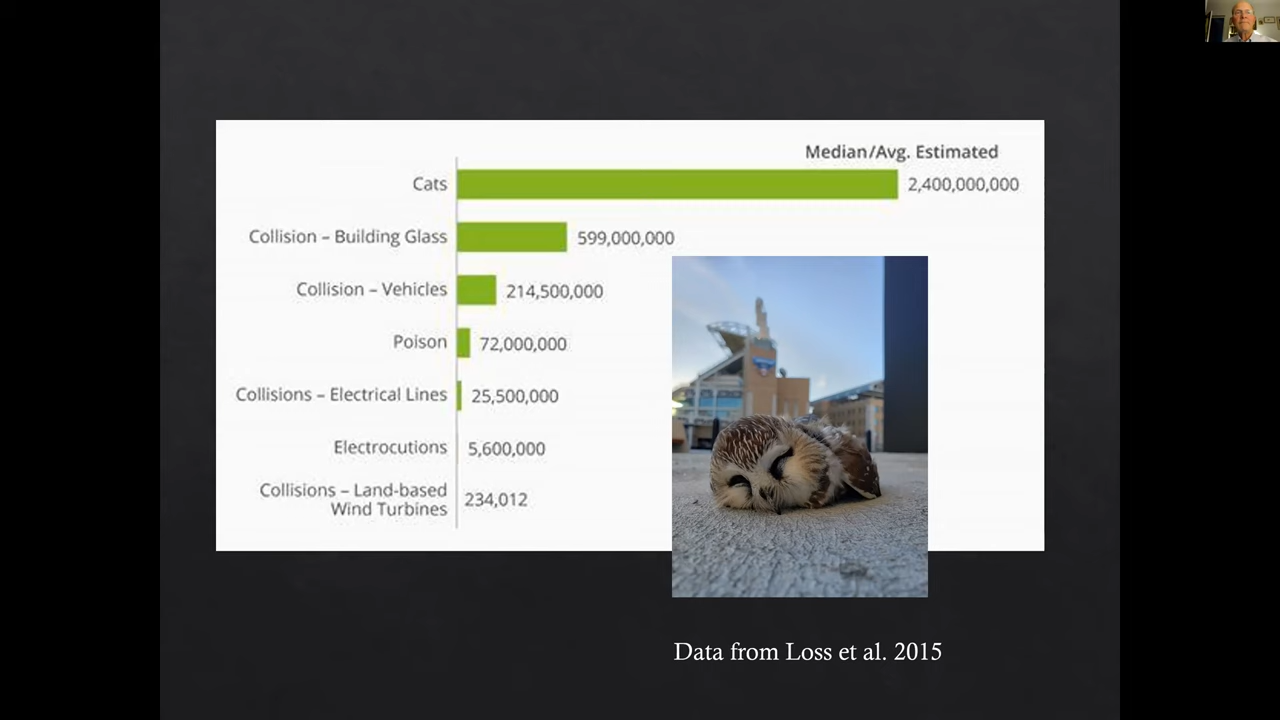 Median/Avg. Estimated
Cats 2,400,000,000
Collision – Building Glass 599,000,000
Collision – Vehicles 214,500,000
Poison 72,000,000
Collisions – Electrical Lines 25,500,000
Electrocutions 5,600,000
Collisions – Land-based
Wind Turbines 234,012
Data from Loss et al. 2015